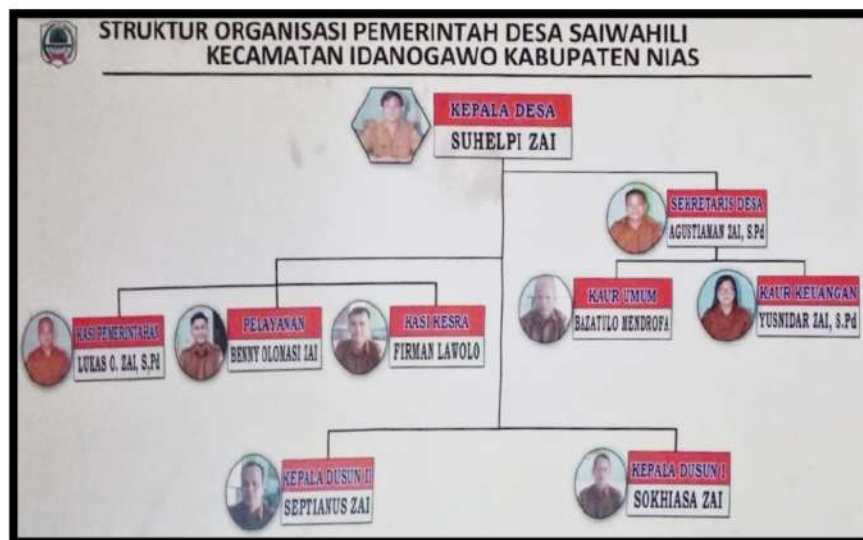 STRUKTUR ORGANISASI PEMERINTAH DESA SAIWAHILI
KECAMATAN IDANOGAWO KABUPATEN NIAS
KEPALA DESA
SUHELPI ZAI
SEKRETARIS DESA
AGUSTIAMAN ZAI, S.Pd
KAUR UMUM
BAZATULO MENDROFA
KAUR KEUANGAN
YUSNIDAR ZAI, S.Pd
KASI PEMERINTAHAN
LUKAS O. ZAI, S,Pd
PELAYANAN
BENNY OLOMASI ZAI
KASI KESRA
FIRMAN LAWOLO
KEPALA DUSUN II
SEPTIANUS ZAI
KEPALA DUSUN I
SOKHIASA ZAI